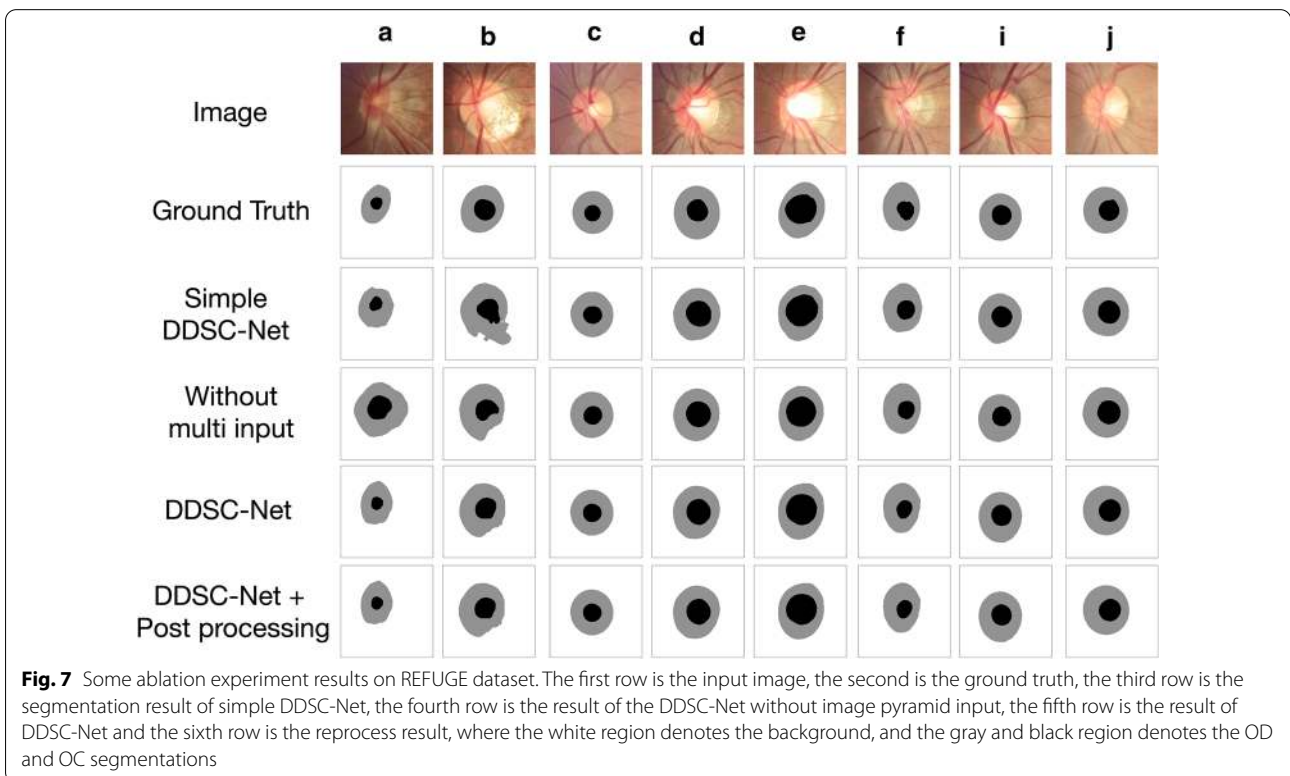 a b c d e f i j
Image
Ground Truth
Simple
DDSC-Net
Without
multi input
DDSC-Net
DDSC-Net +
Post processing
Fig. 7 Some ablation experiment results on REFUGE dataset. The first row is the input image, the second is the ground truth, the third row is the
segmentation result of simple DDSC-Net, the fourth row is the result of the DDSC-Net without image pyramid input, the fifth row is the result of
DDSC-Net and the sixth row is the reprocess result, where the white region denotes the background, and the gray and black region denotes the OD
and OC segmentations